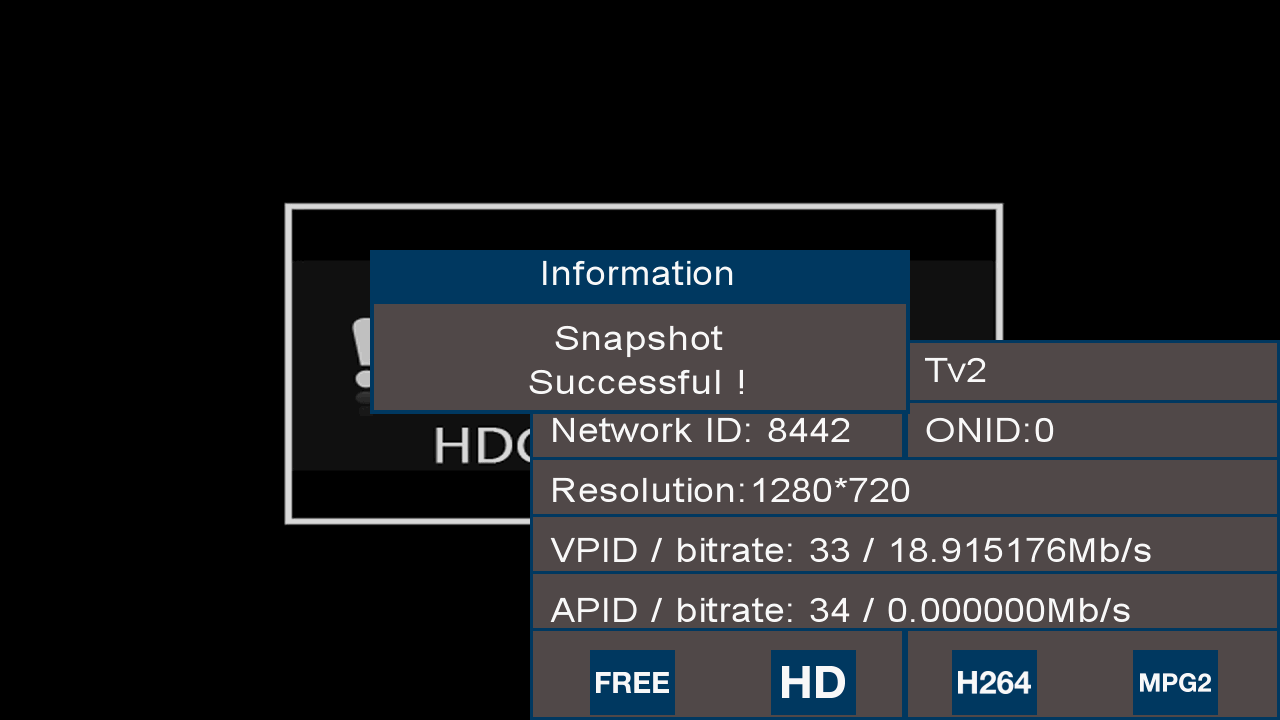 Information
Snapshot
Successful !
Tv2
Network ID: 8442
ONID:0
Resolution:1280*720
VPID / bitrate: 33 / 18.915176Mb/s
APID / bitrate: 34 / 0.000000Mb/s
FREE HD H264 MPG2